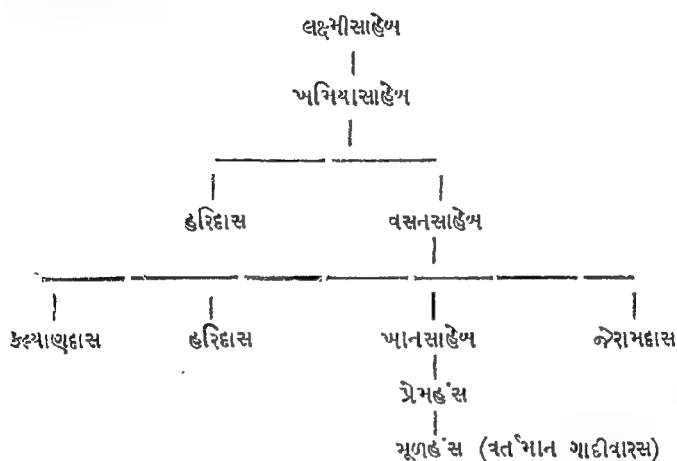 લક્ષ્મીસાહેબ
ખમિયાસાહેબ
હરિદાસ વસનસાહેબ
કલ્યાણદાસ હરિદાસ ખાનસાહેબ જેરામદાસ
પ્રેમહંસ
મૂળહંસ (વર્તમાન ગાદીવારસ)